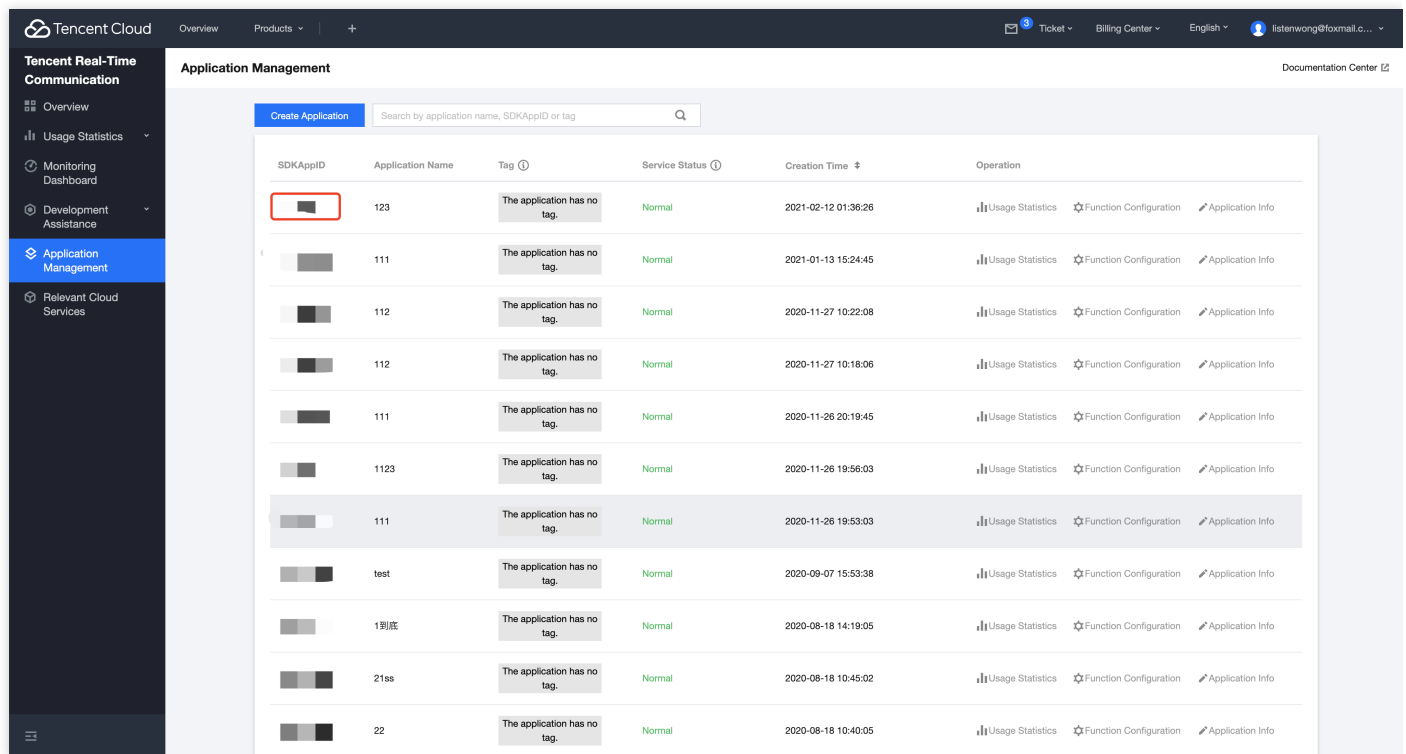 Tencent Cloud Overview Products + 3 Ticket Billing Center English listenwong@foxmail.c...
Tencent Real-Time
Communication
Application Management
Documentation Center
Overview
Usage Statistics
Monitoring
Dashboard
Development
Assistance
Application
Management
Relevant Cloud
Services
Create Application Search by application name, SDKAppID or tag
SDKAppID Application Name Tag Service Status Creation Time Operation
123 The application has no tag. Normal 2021-02-12 01:36:26 Usage Statistics Function Configuration Application Info
111 The application has no tag. Normal 2021-01-13 15:24:45 Usage Statistics Function Configuration Application Info
112 The application has no tag. Normal 2020-11-27 10:22:08 Usage Statistics Function Configuration Application Info
112 The application has no tag. Normal 2020-11-27 10:18:06 Usage Statistics Function Configuration Application Info
111 The application has no tag. Normal 2020-11-26 20:19:45 Usage Statistics Function Configuration Application Info
1123 The application has no tag. Normal 2020-11-26 19:56:03 Usage Statistics Function Configuration Application Info
111 The application has no tag. Normal 2020-11-26 19:53:03 Usage Statistics Function Configuration Application Info
test The application has no tag. Normal 2020-09-07 15:53:38 Usage Statistics Function Configuration Application Info
1到底 The application has no tag. Normal 2020-08-18 14:19:05 Usage Statistics Function Configuration Application Info
21ss The application has no tag. Normal 2020-08-18 10:45:02 Usage Statistics Function Configuration Application Info
22 The application has no tag. Normal 2020-08-18 10:40:05 Usage Statistics Function Configuration Application Info